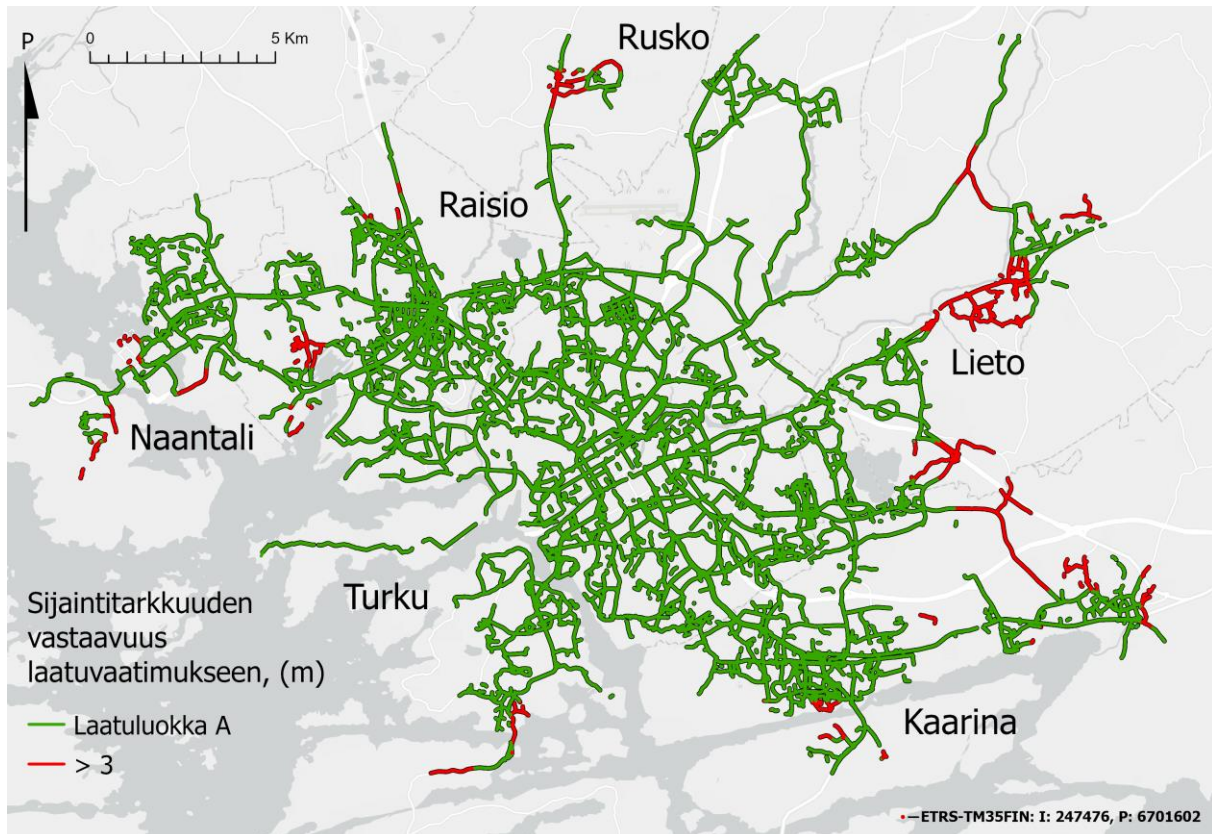 P
0
5 Km
Rusko
Raisio
Lieto
Naantali
Turku
Kaarina
Sijaintitarkkuuden
vastaavuus
laatuvaatimukseen, (m)
Laatuluokka A
> 3
ETRS-TM35FIN: I: 247476, P: 6701602